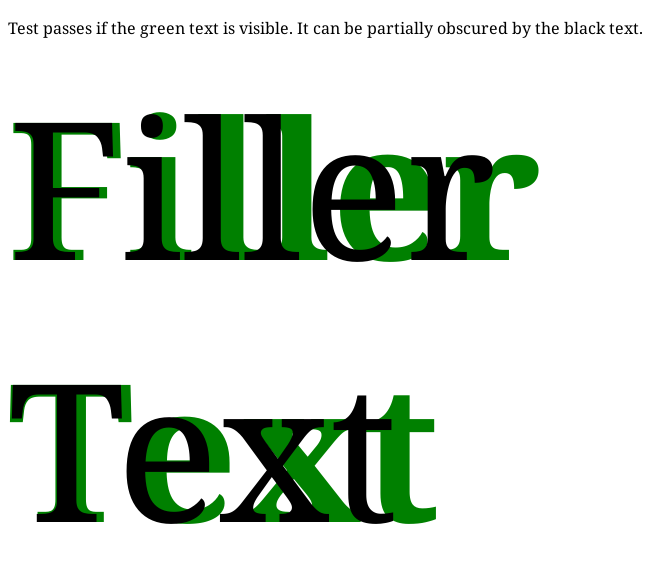 Test passes if the green text is visible. It can be partially obscured by the black text.
Filler
Text